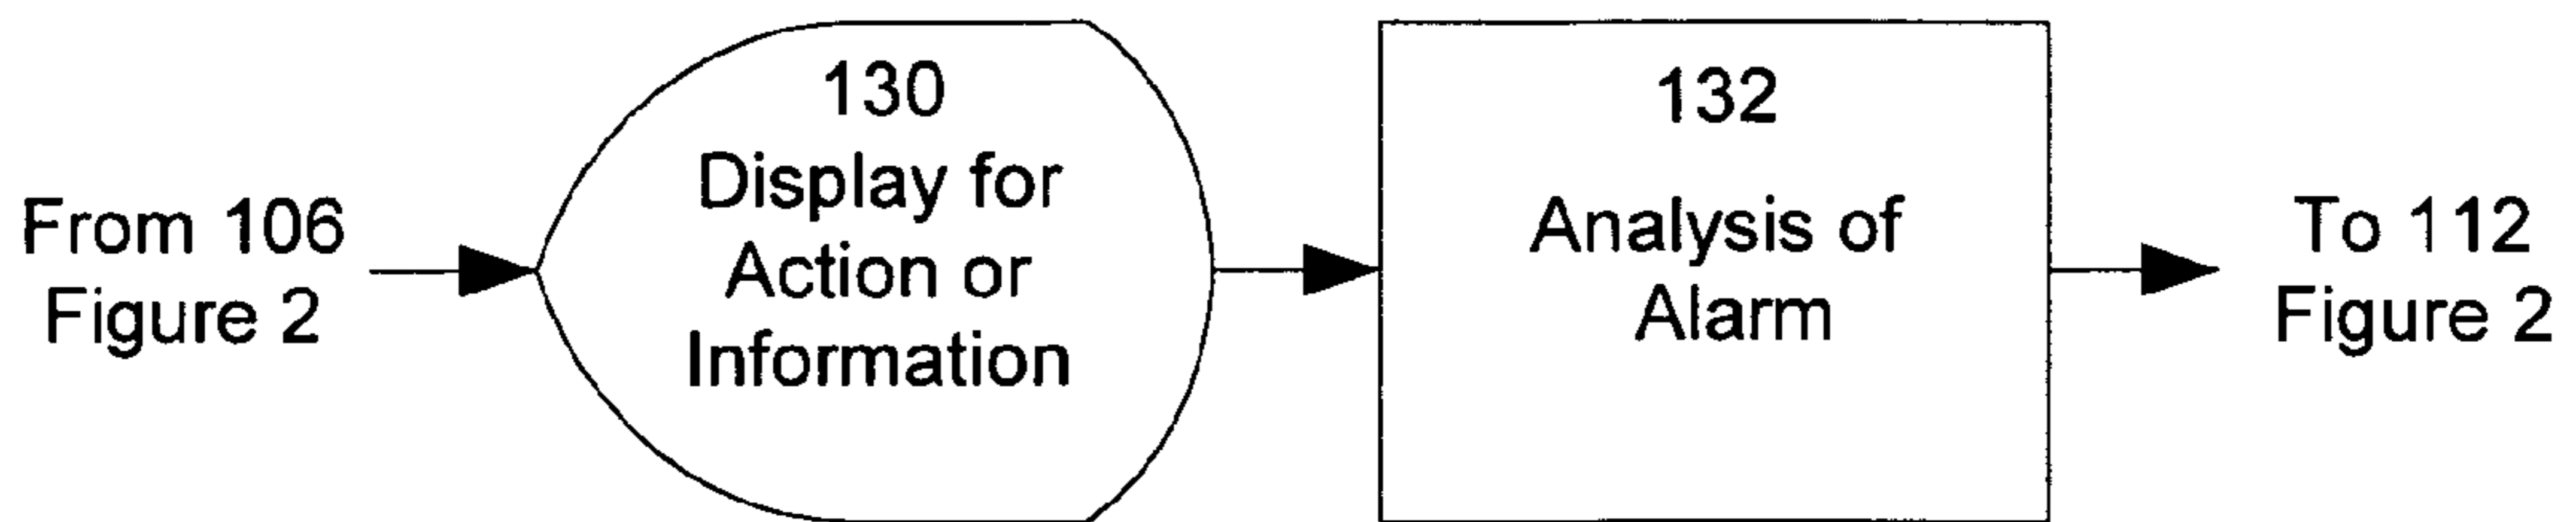 From 106
Figure 2
130
Display for
Action or
Information
132
Analysis of
Alarm
To 112
Figure 2